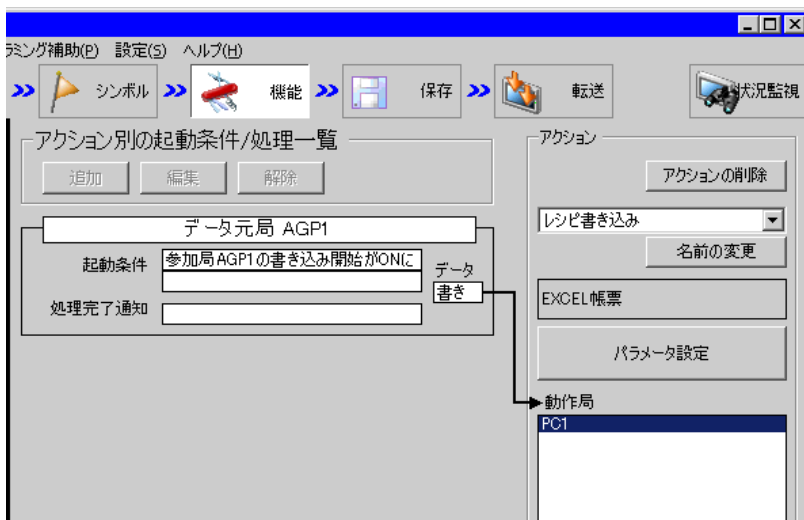 ラミング補助(P) 設定(S) ヘルプ(H)
シンボル 機能 保存 転送 状況監視
アクション別の起動条件/処理一覧
追加 編集 解除
データ元局 AGP1
起動条件 参加局AGP1の書き込み開始がONに
データ
書き
処理完了通知
アクション
アクションの削除
レシピ書き込み
名前の変更
EXCEL帳票
パラメータ設定
動作局
PC1